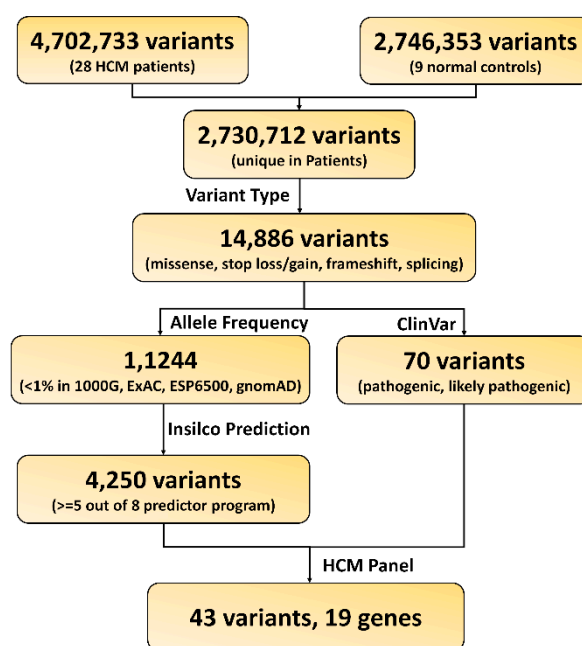 4,702,733 variants
(28 HCM patients)
2,746,353 variants
(9 normal controls)
2,730,712 variants
(unique in Patients)
Variant Type
14,886 variants
(missense, stop loss/gain, frameshift, splicing)
Allele Frequency
ClinVar
1,1244
(<1% in 1000G, ExAC, ESP6500, gnomAD)
70 variants
(pathogenic, likely pathogenic)
Insilco Prediction
4,250 variants
(>=5 out of 8 predictor program)
HCM Panel
43 variants, 19 genes